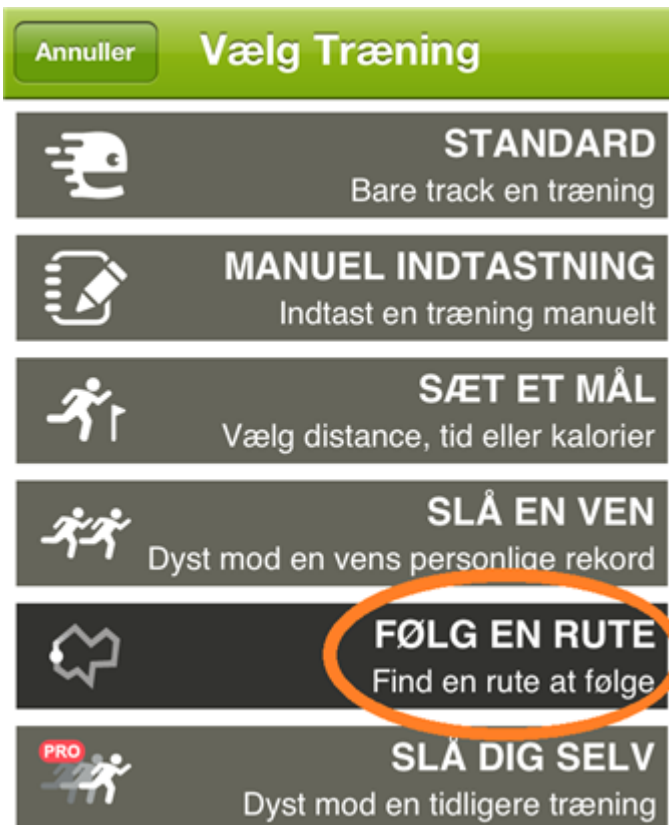 Annuller
Vælg Træning
STANDARD
Bare track en træning
MANUEL INDTASTNING
Indtast en træning manuelt
SÆT ET MÅL
Vælg distance, tid eller kalorier
SLÅ EN VEN
Dyst mod en vens personlige rekord
FØLG EN RUTE
Find en rute at følge
PRO
SLÅ DIG SELV
Dyst mod en tidligere træning